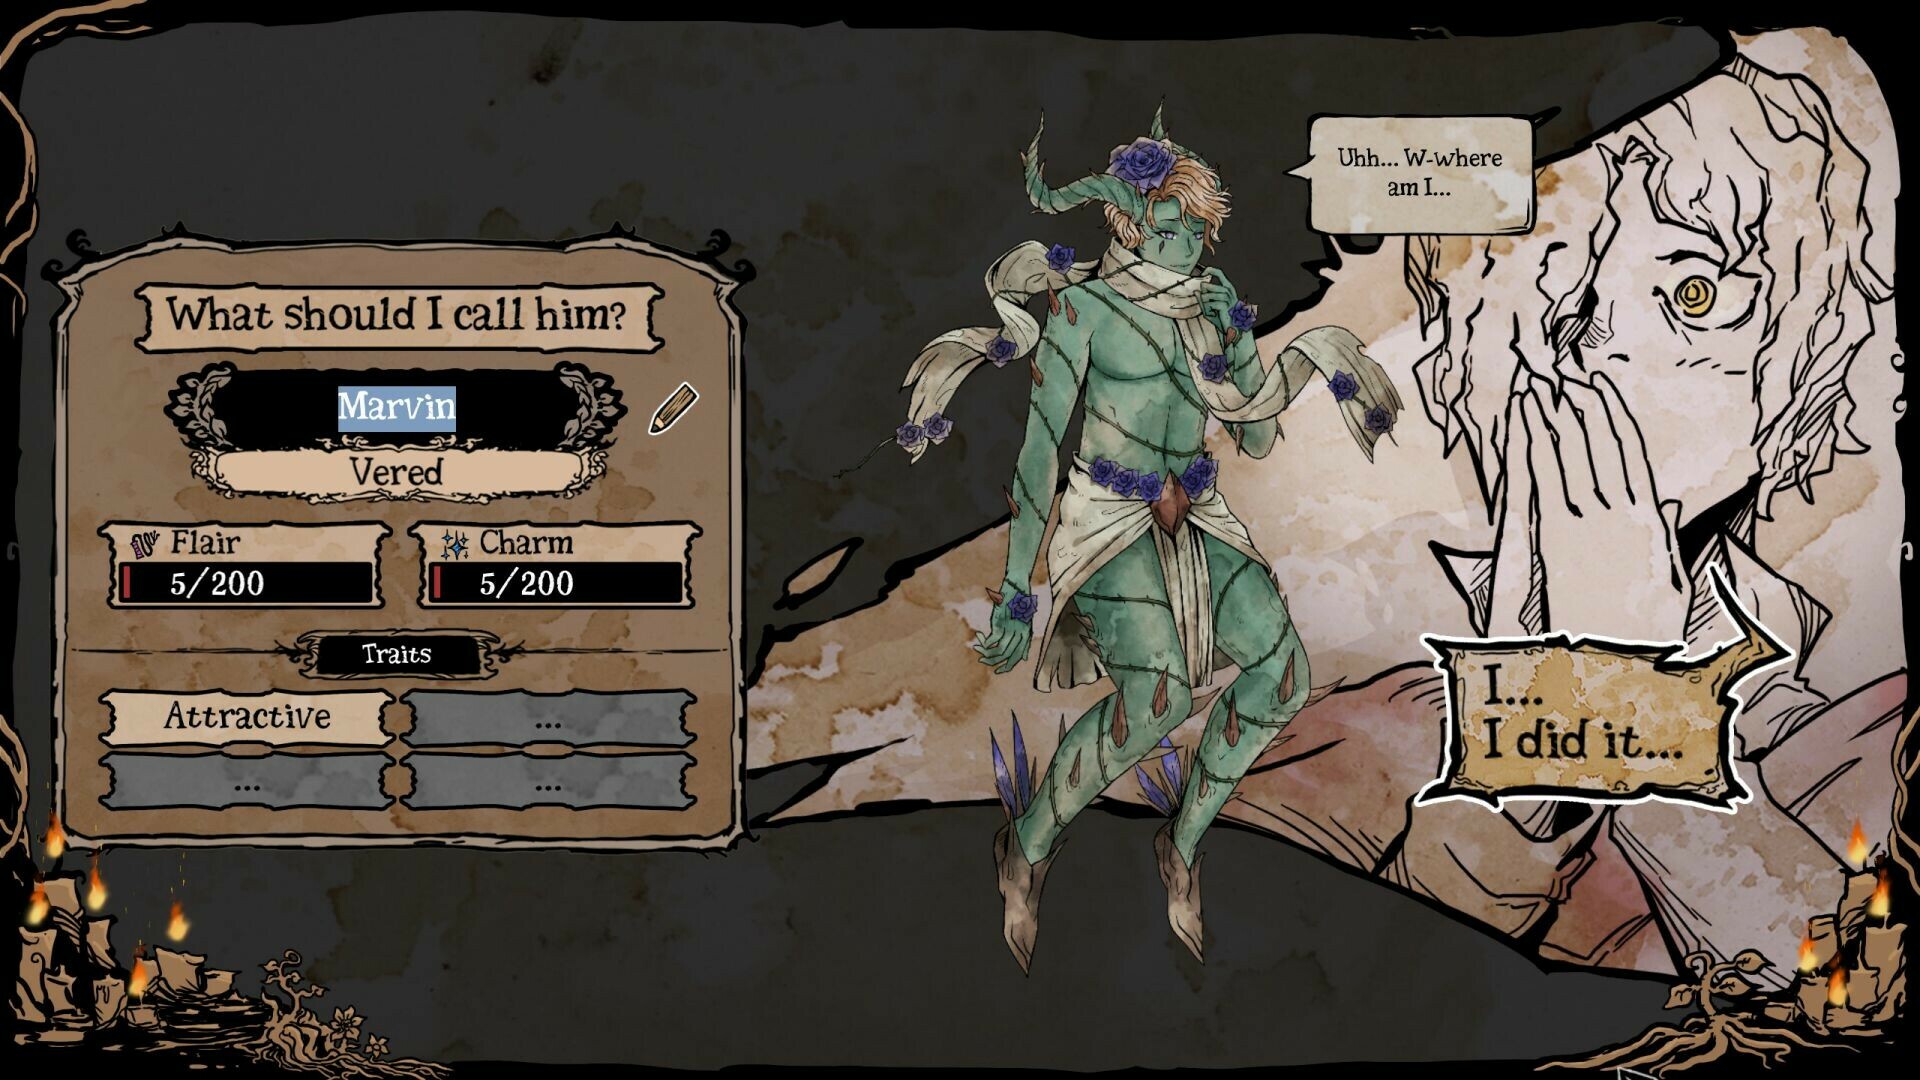 Uhh... W-where
am I...
What should I call him?
Marvin
Vered
Flair
5/200
Charm
5/200
Traits
Attractive
...
...
...
I...
I did it...